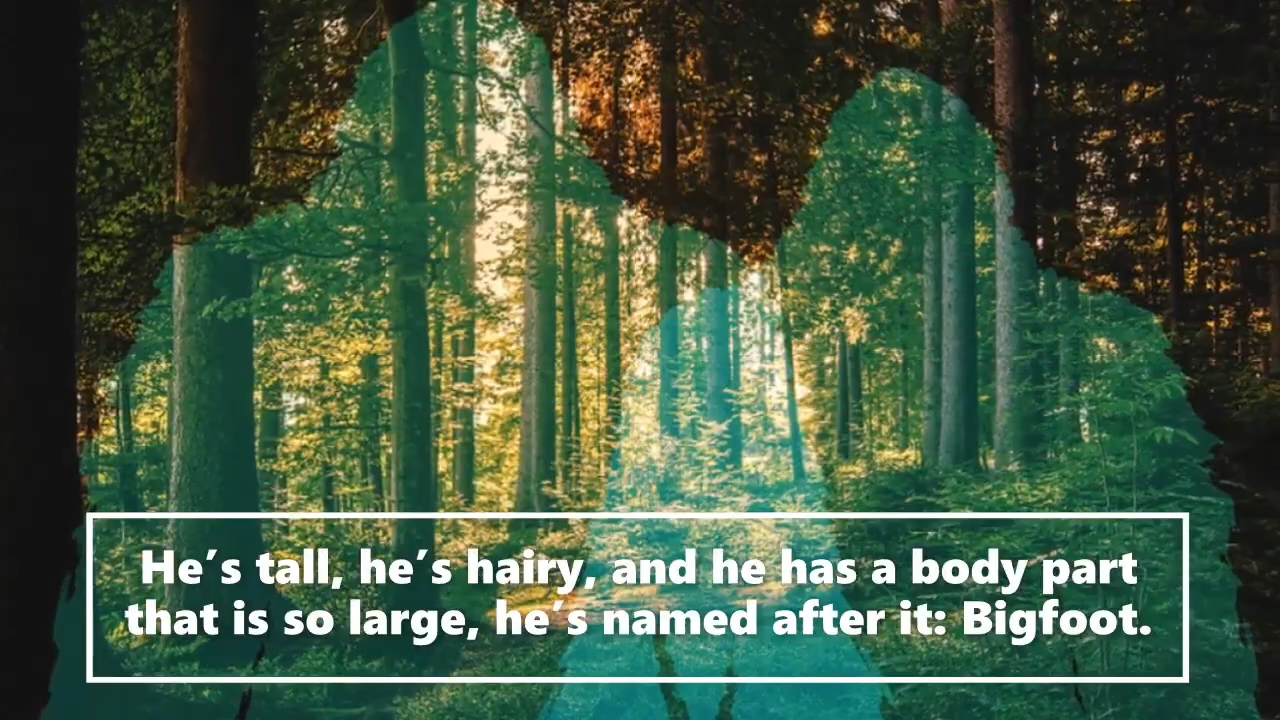 He’s tall, he’s hairy, and he has a body part
that is so large, he’s named after it: Bigfoot.